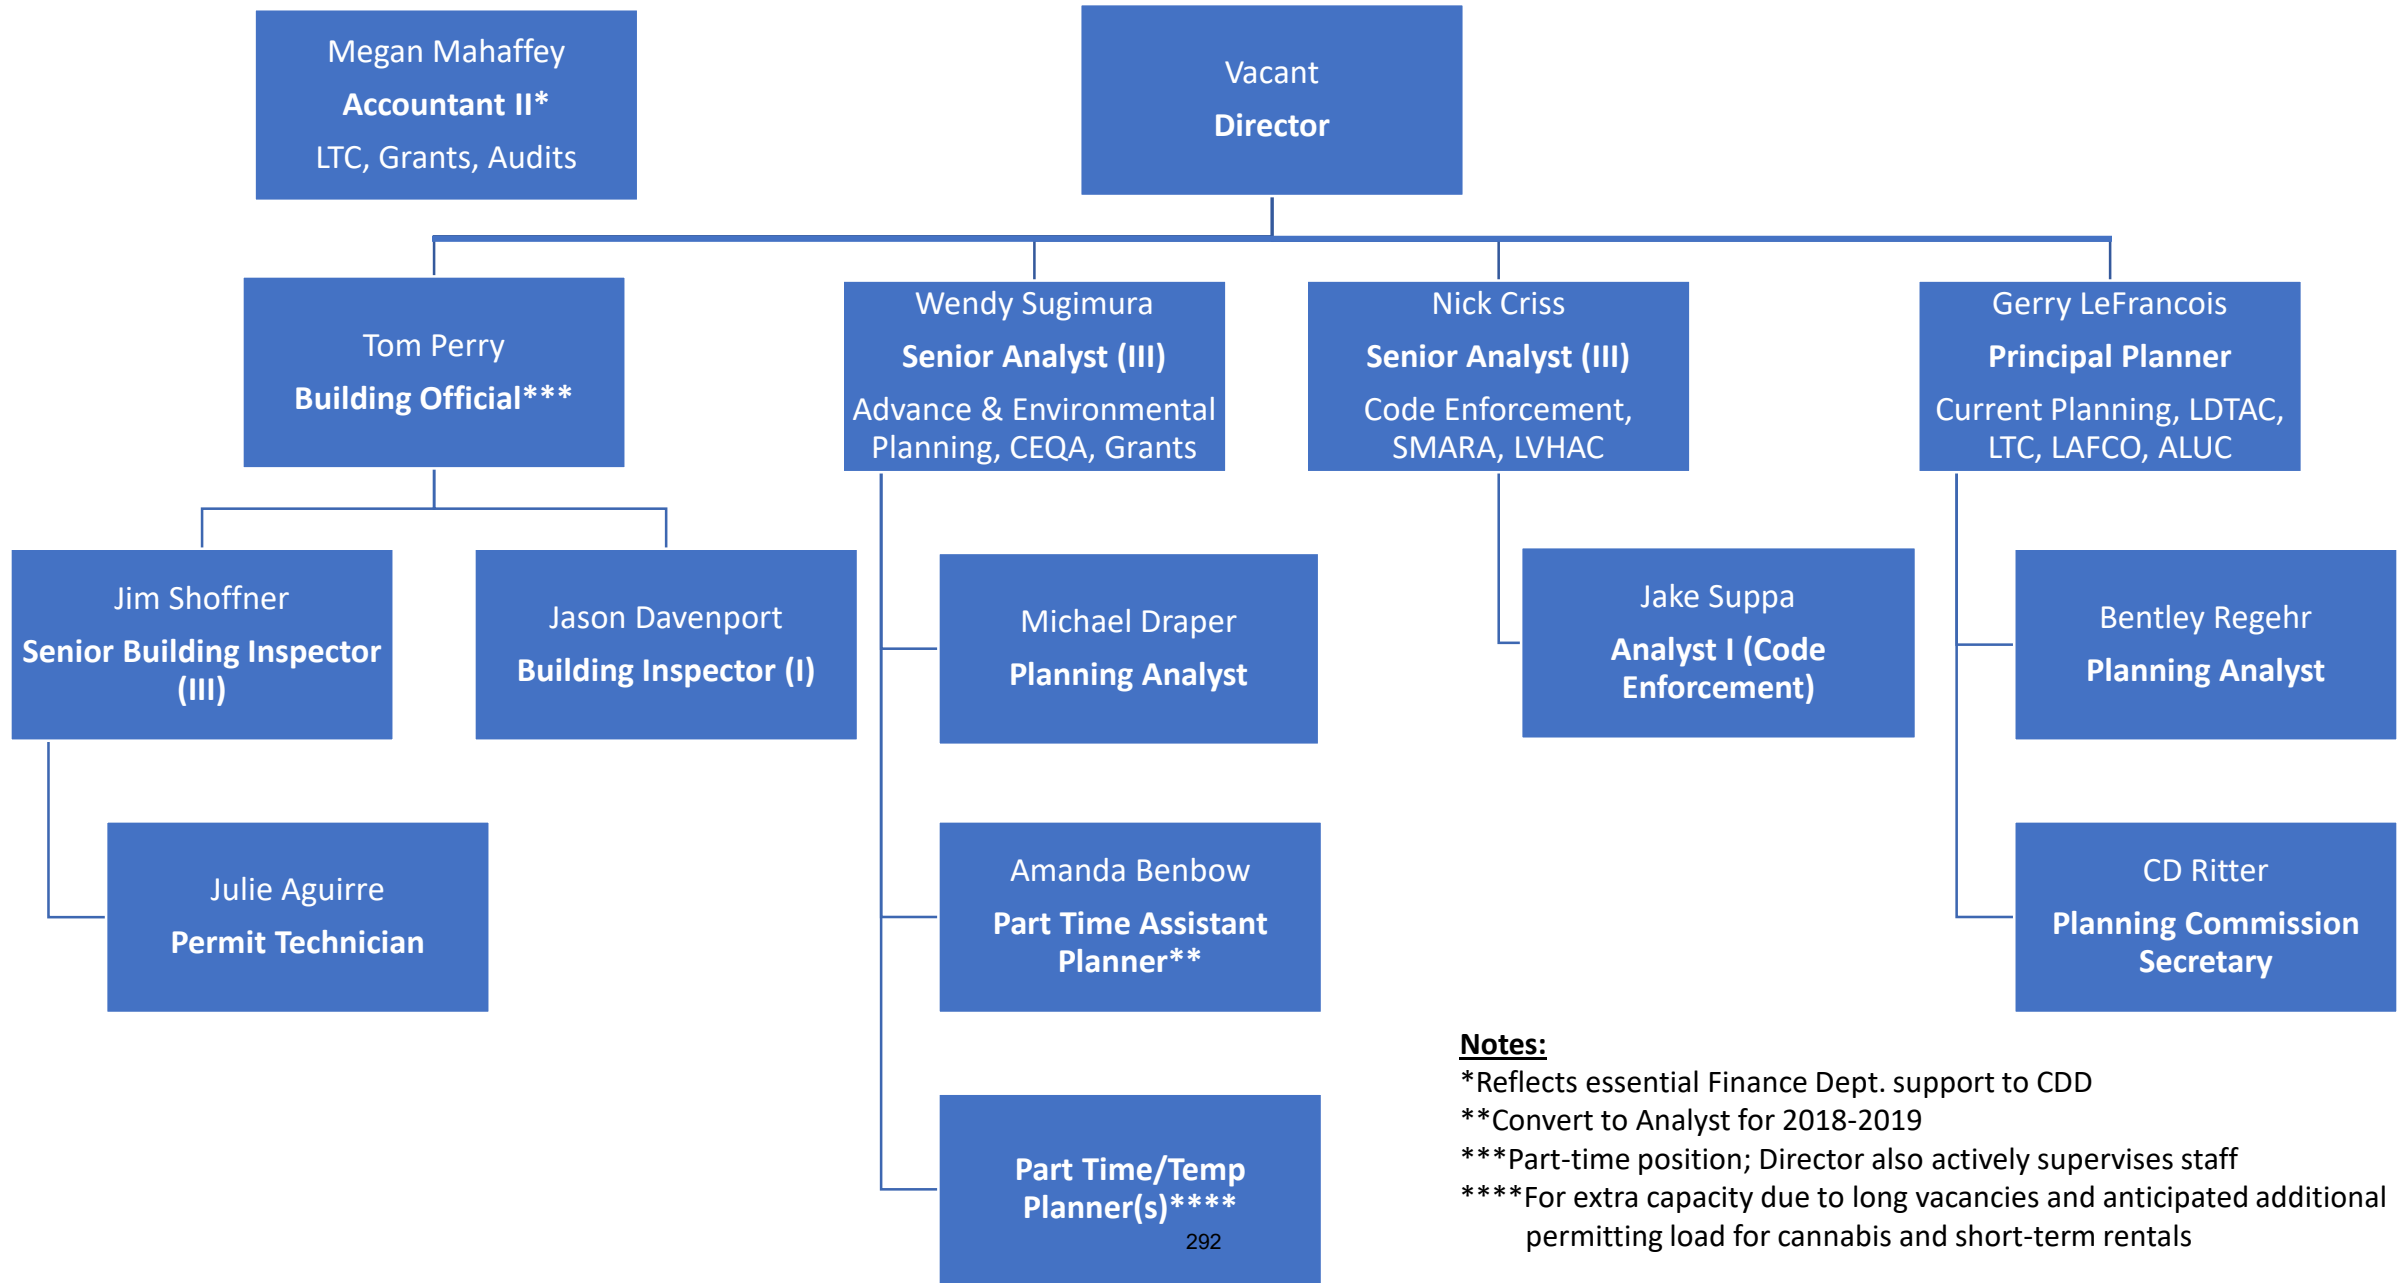 Megan Mahaffey
Accountant II*
LTC, Grants, Audits
Vacant
Director
Tom Perry
Building Official***
Wendy Sugimura
Senior Analyst (III)
Advance & Environmental
Planning, CEQA, Grants
Nick Criss
Senior Analyst (III)
Code Enforcement,
SMARA, LVHAC
Gerry LeFrancois
Principal Planner
Current Planning, LDTAC,
LTC, LAFCO, ALUC
Jim Shoffner
Senior Building Inspector
(III)
Jason Davenport
Building Inspector (I)
Michael Draper
Planning Analyst
Jake Suppa
Analyst I (Code
Enforcement)
Bentley Regehr
Planning Analyst
Julie Aguirre
Permit Technician
Amanda Benbow
Part Time Assistant
Planner**
CD Ritter
Planning Commission
Secretary
Part Time/Temp
Planner(s)****
292
Notes:
*Reflects essential Finance Dept. support to CDD
**Convert to Analyst for 2018-2019
***Part-time position; Director also actively supervises staff
****For extra capacity due to long vacancies and anticipated additional
permitting load for cannabis and short-term rentals